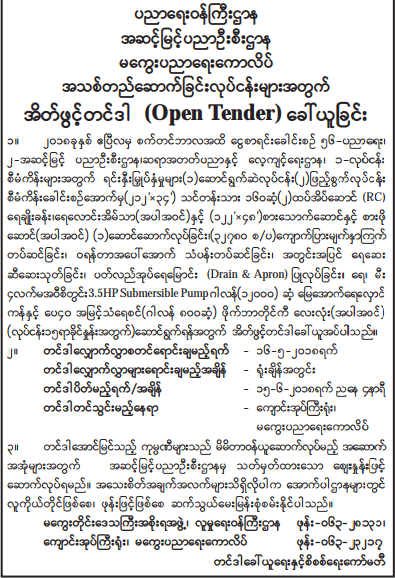 ပညာရေးဝန်ကြီးဌာန
အဆင့်မြင့်ပညာဦးစီးဌာန
မကွေးပညာရေးကောလိပ်
အသစ်တည်ဆောက်ခြင်းလုပ်ငန်းများအတွက်
အိတ်ဖွင့်တင်ဒါ (Open Tender) ခေါ်ယူခြင်း
၁။ ၂၀၁၈ခုနှစ် ဧပြီလမှ စက်တင်ဘာလအထိ ငွေစာရင်းခေါင်းစဉ် ၅၆-ပညာရေး၊
၂-အဆင့်မြင့် ပညာဦးစီးဌာန၊ဆရာအတတ်ပညာနှင့် လေ့ကျင့်ရေးဌာန၊ ၁-လုပ်ငန်း
စီမံကိန်းများအတွက် ရင်းနှီးမြှုပ်နှံမှုများ(၁)ဆောင်ရွက်ဆဲလုပ်ငန်း(၂)ဖြည့်စွက်လုပ်ငန်း
စီမံကိန်းခေါင်းစဉ်အောက်မှ(၂၁၂'×၃၄') သင်တန်းသား ၁၆၀ဆံ့(၂)ထပ်အိပ်ဆောင် (RC)
ရေချိုးခန်း၊ရေလောင်းအိမ်သာ(အပါအဝင်)နှင့် (၁၂၂'×၄၈')စားသောက်ဆောင်နှင့် စားဖို
ဆောင်(အပါအဝင်) (၁)ဆောင်ဆောက်လုပ်ခြင်း၊(၃၂၇၈၀ စ/ပ)ကျောက်ပြားမျက်နှာကြက်
တပ်ဆင်ခြင်း၊ ဝရန်တာအပေါ်အောက် သံပန်းတပ်ဆင်ခြင်း၊ အတွင်းအပြင် ရေဆေး
ဆီဆေးသုတ်ခြင်း၊ ပတ်လည်အုပ်ရေမြောင်း (Drain & Apron) ပြုလုပ်ခြင်း၊ ရေ၊ မီး
၄လက်မအဝီစိတွင်း3.5HP Submersible Pumpဂါလန်(၁၂၀၀၀) ဆံ့ မြေအောက်ရေလှောင်
ကန်နှင့် ပေ၄၀ အမြင့်သံရေစင်(ဂါလန် ၈၀၀ဆံ့) ဖိုက်ဘာတိုင်ကီ လေးလုံး(အပါအဝင်)
(လုပ်ငန်း၁၅ရာခိုင်နှုန်းအတွက်)ဆောင်ရွက်ရန်အတွက် အိတ်ဖွင့်တင်ဒါခေါ်ယူအပ်ပါသည်။
၂။ တင်ဒါလျှောက်လွှာစတင်ရောင်းချမည့်ရက် - ၁၆-၅-၂၀၁၈ရက်
တင်ဒါလျှောက်လွှာများရောင်းချမည့်အချိန် - ရုံးချိန်အတွင်း
တင်ဒါပိတ်မည့်ရက်/အချိန် - ၁၅-၆-၂၀၁၈ရက် ညနေ ၄နာရီ
တင်ဒါတင်သွင်းမည့်နေရာ - ကျောင်းအုပ်ကြီးရုံး၊
မကွေးပညာရေးကောလိပ်
၃။ တင်ဒါအောင်မြင်သည့် ကုမ္ပဏီများသည် မိမိတာဝန်ယူဆောက်လုပ်မည့် အဆောက်
အအုံများအတွက် အဆင့်မြင့်ပညာဦးစီးဌာနမှ သတ်မှတ်ထားသော ဈေးနှုန်းဖြင့်
ဆောက်လုပ်ရမည်။ အသေးစိတ်အချက်အလက်များသိရှိလိုပါက အောက်ပါဌာနများတွင်
လူကိုယ်တိုင်ဖြစ်စေ၊ ဖုန်းဖြင့်ဖြစ်စေ ဆက်သွယ်မေးမြန်းစုံစမ်းနိုင်ပါသည်။
မကွေးတိုင်းဒေသကြီးအစိုးရအဖွဲ့၊ လူမှုရေးဝန်ကြီးဌာန ဖုန်း-၀၆၃-၂၈၁၃၁၊
ကျောင်းအုပ်ကြီးရုံး၊ မကွေးပညာရေးကောလိပ် ဖုန်း-၀၆၃-၂၃၂၁၇
တင်ဒါခေါ်ယူရေးနှင့်စိစစ်ရေးကော်မတီ